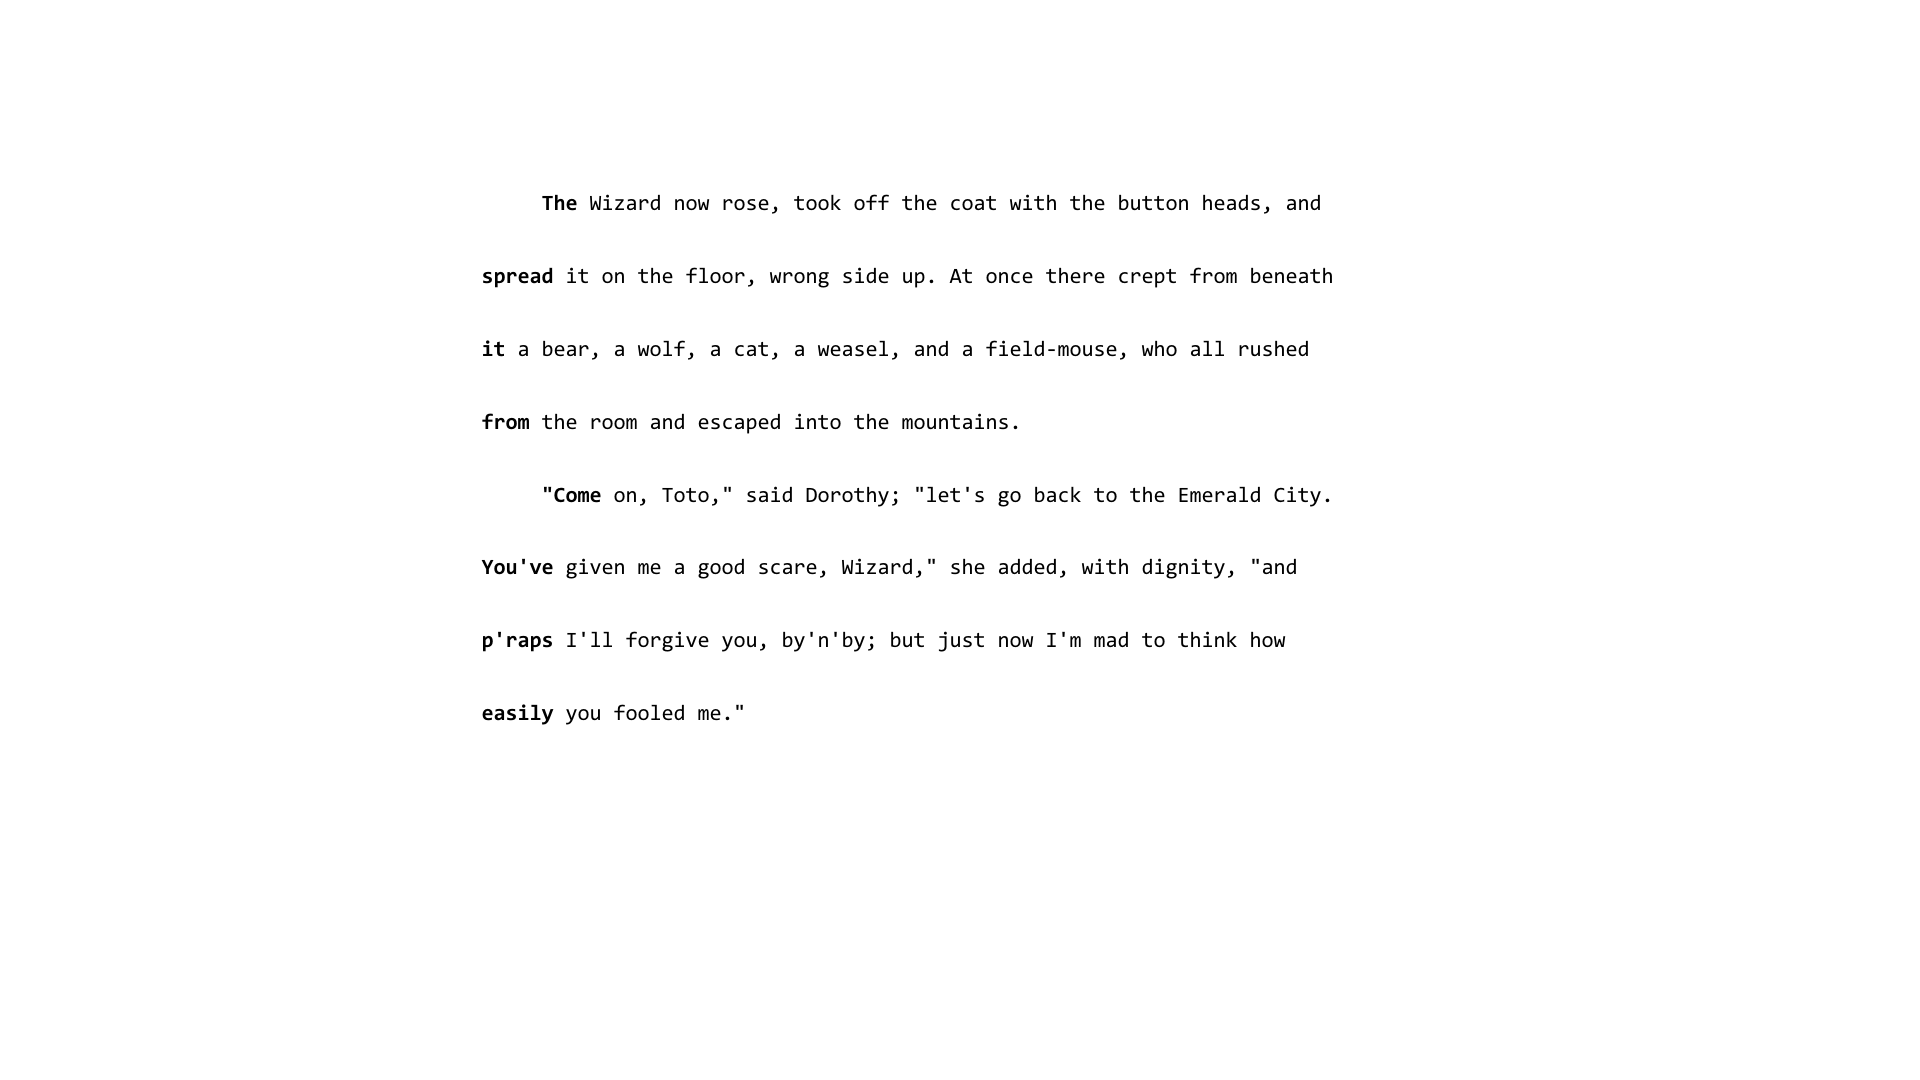 The Wizard now rose, took off the coat with the button heads, and
spread it on the floor, wrong side up. At once there crept from beneath
it a bear, a wolf, a cat, a weasel, and a field-mouse, who all rushed
from the room and escaped into the mountains.
"Come on, Toto," said Dorothy; "let's go back to the Emerald City.
You've given me a good scare, Wizard," she added, with dignity, "and
p'raps I'll forgive you, by'n'by; but just now I'm mad to think how
easily you fooled me."